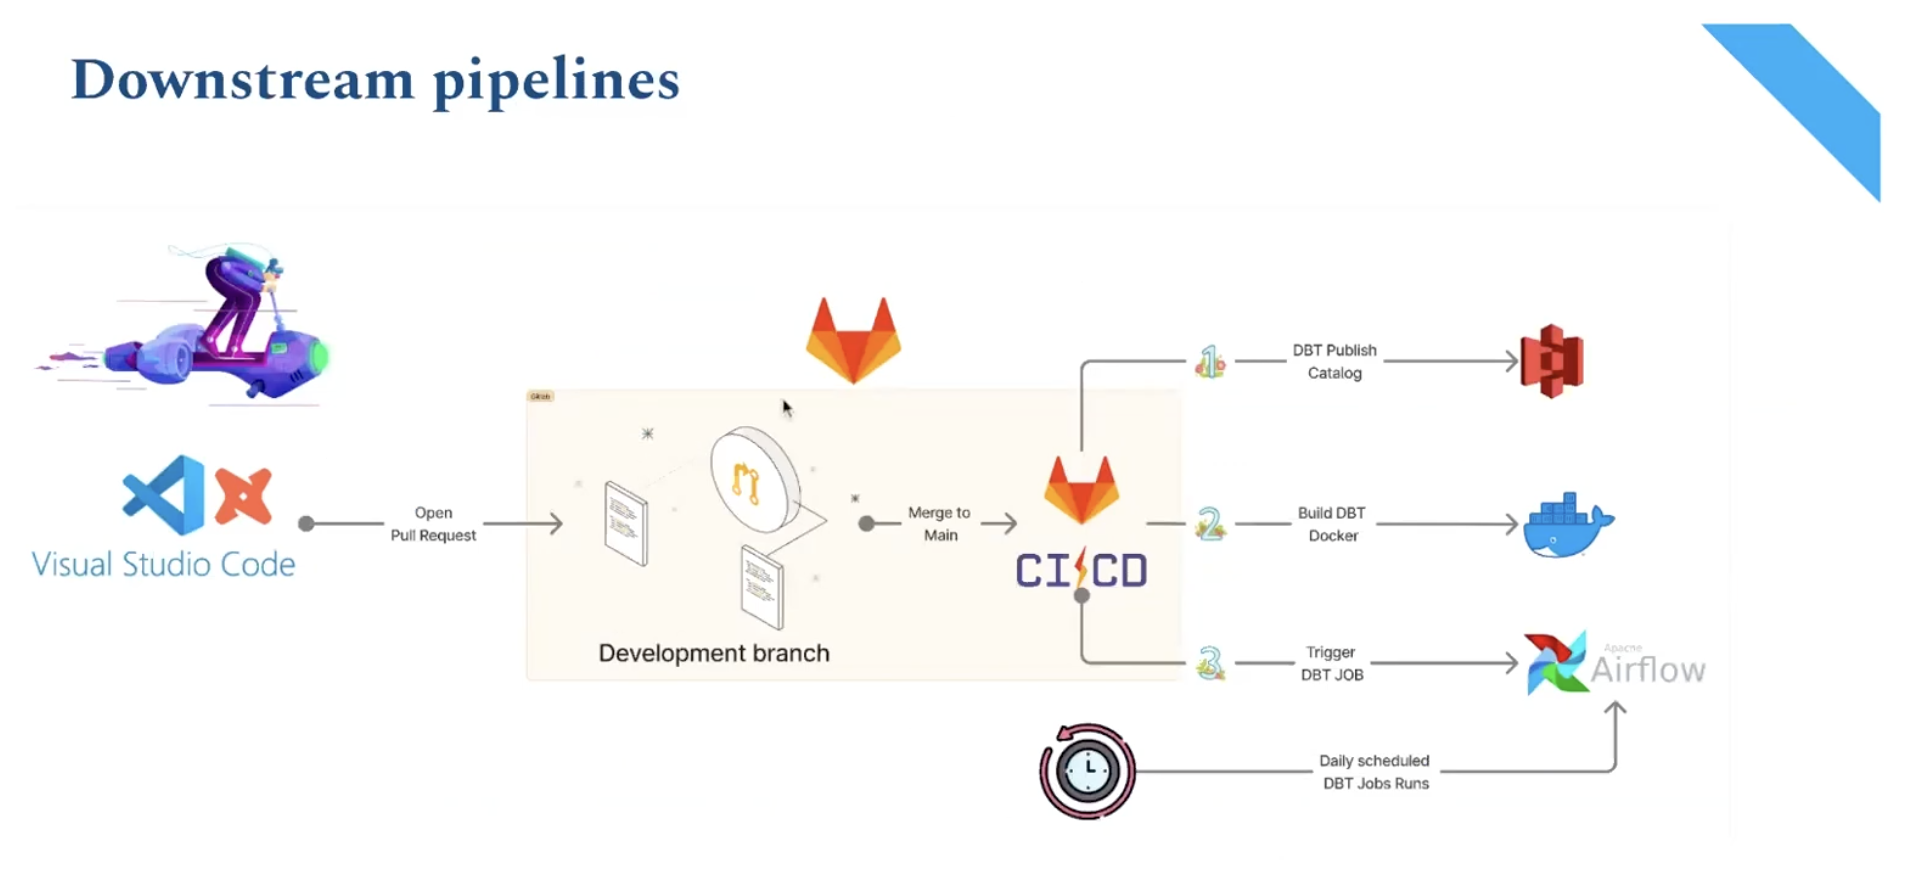 Downstream pipelines
Visual Studio Code
Open
Pull Request
Gitlab
Development branch
Merge to
Main
CI CD
1
DBT Publish
Catalog
2
Build DBT
Docker
3
Trigger
DBT JOB
Apache
Airflow
Daily scheduled
DBT Jobs Runs